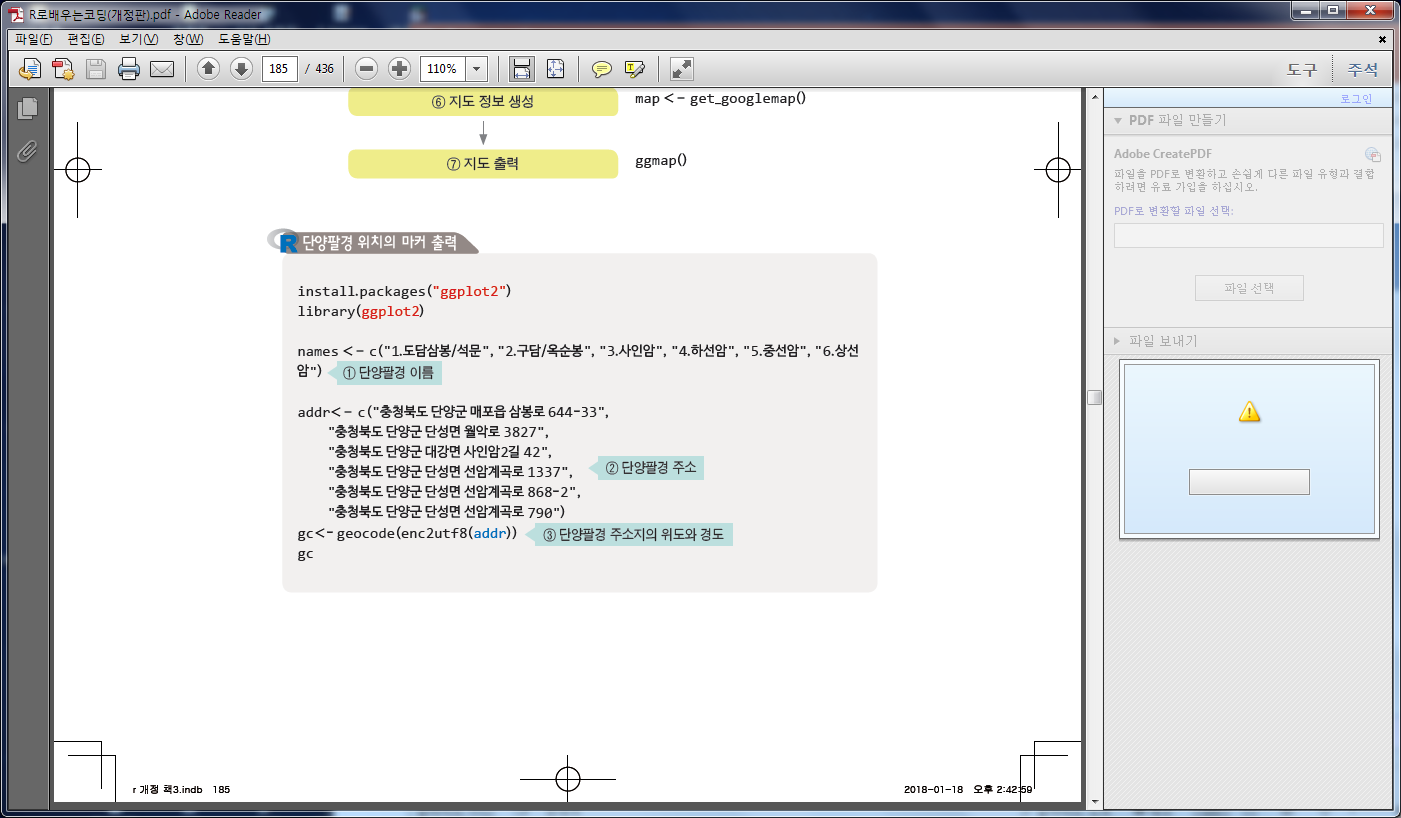 R로배우는코딩(개정판).pdf - Adobe Reader
파일(F) 편집(E) 보기(V) 창(W) 도움말(H)
185 / 436 110% 도구 주석
⑥ 지도 정보 생성 map <- get_googlemap()
⑦ 지도 출력 ggmap()
R 단양팔경 위치의 마커 출력
install.packages("ggplot2")
library(ggplot2)
names <- c("1.도담삼봉/석문", "2.구담/옥순봉", "3.사인암", "4.하선암", "5.중선암", "6.상선
암") ① 단양팔경 이름
addr<- c("충청북도 단양군 매포읍 삼봉로 644-33",
"충청북도 단양군 단성면 월악로 3827",
"충청북도 단양군 대강면 사인암2길 42",
"충청북도 단양군 단성면 선암계곡로 1337",
② 단양팔경 주소
"충청북도 단양군 단성면 선암계곡로 868-2",
"충청북도 단양군 단성면 선암계곡로 790")
gc<- geocode(enc2utf8(addr)) ③ 단양팔경 주소지의 위도와 경도
gc
r 개정 책3.indb 185
2018-01-18 오후 2:42:59
로그인
PDF 파일 만들기
Adobe CreatePDF
파일을 PDF로 변환하고 손쉽게 다른 파일 유형과 결합
하려면 유료 가입을 하십시오.
PDF로 변환할 파일 선택:
파일 선택
파일 보내기